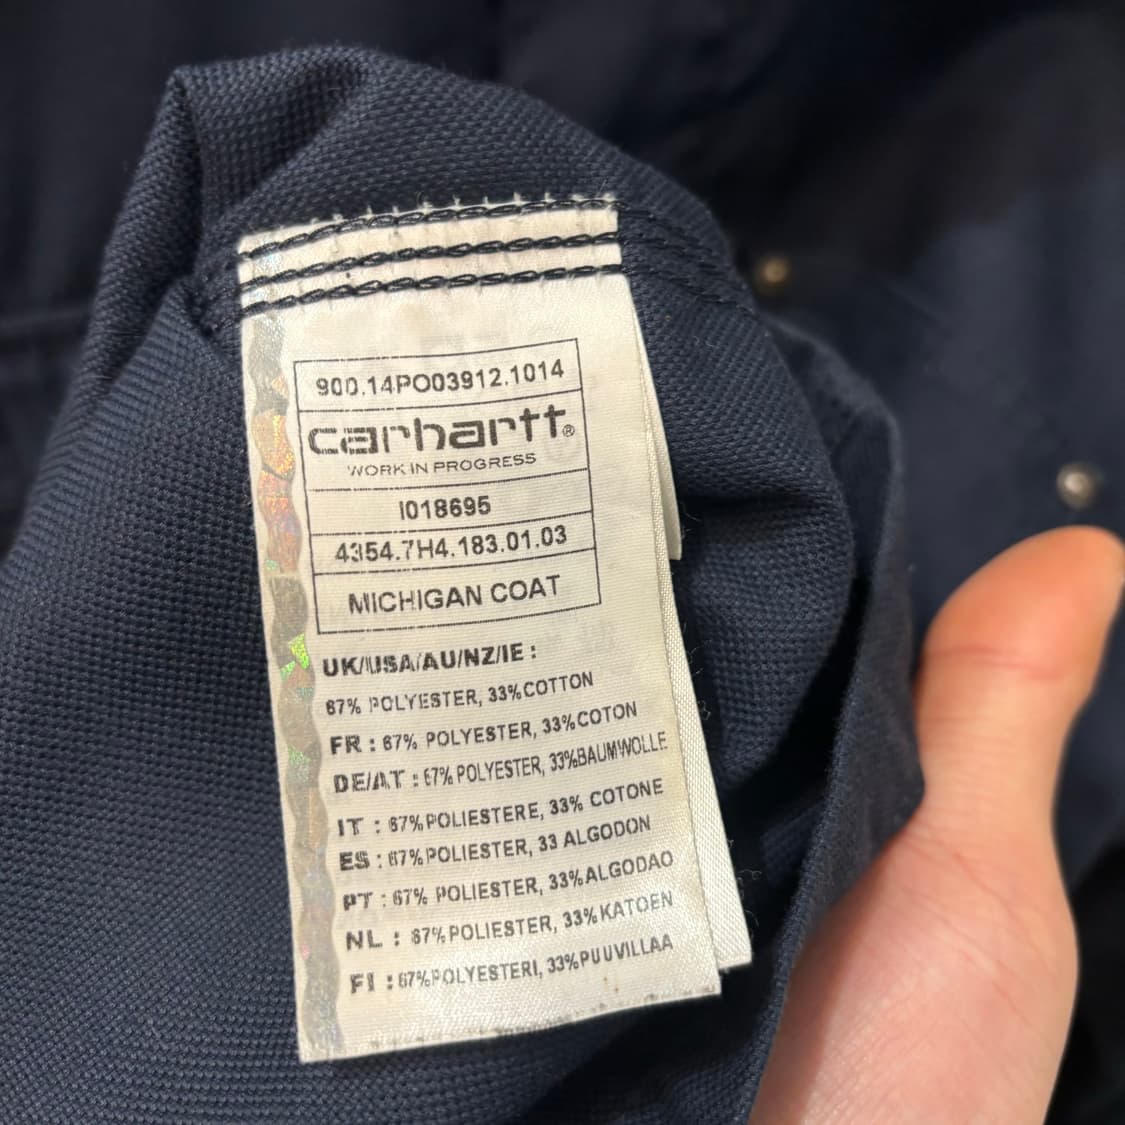 900.14PO03912.1014
carhartt®
WORK IN PROGRESS
I018695
4354.7H4.183.01.03
MICHIGAN COAT
UK/USA/AU/NZ/IE :
67% POLYESTER, 33%COTTON
FR : 67% POLYESTER, 33%COTON
DE/AT : 67% POLYESTER, 33%BAUMWOLLE
IT : 67%POLIESTERE, 33% COTONE
ES : 67%POLIESTER, 33 ALGODON
PT : 67% POLIESTER, 33%ALGODAO
NL : 67%POLIESTER, 33%KATOEN
FI : 67%POLYESTERI, 33%PUUVILLAA